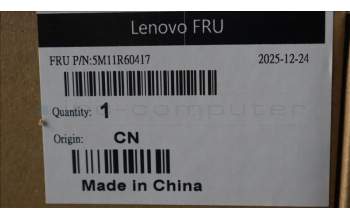 Lenovo FRU
FRU P/N:5M11R60417 2025-12-24
Quantity: 1
Origin: CN
Made in China